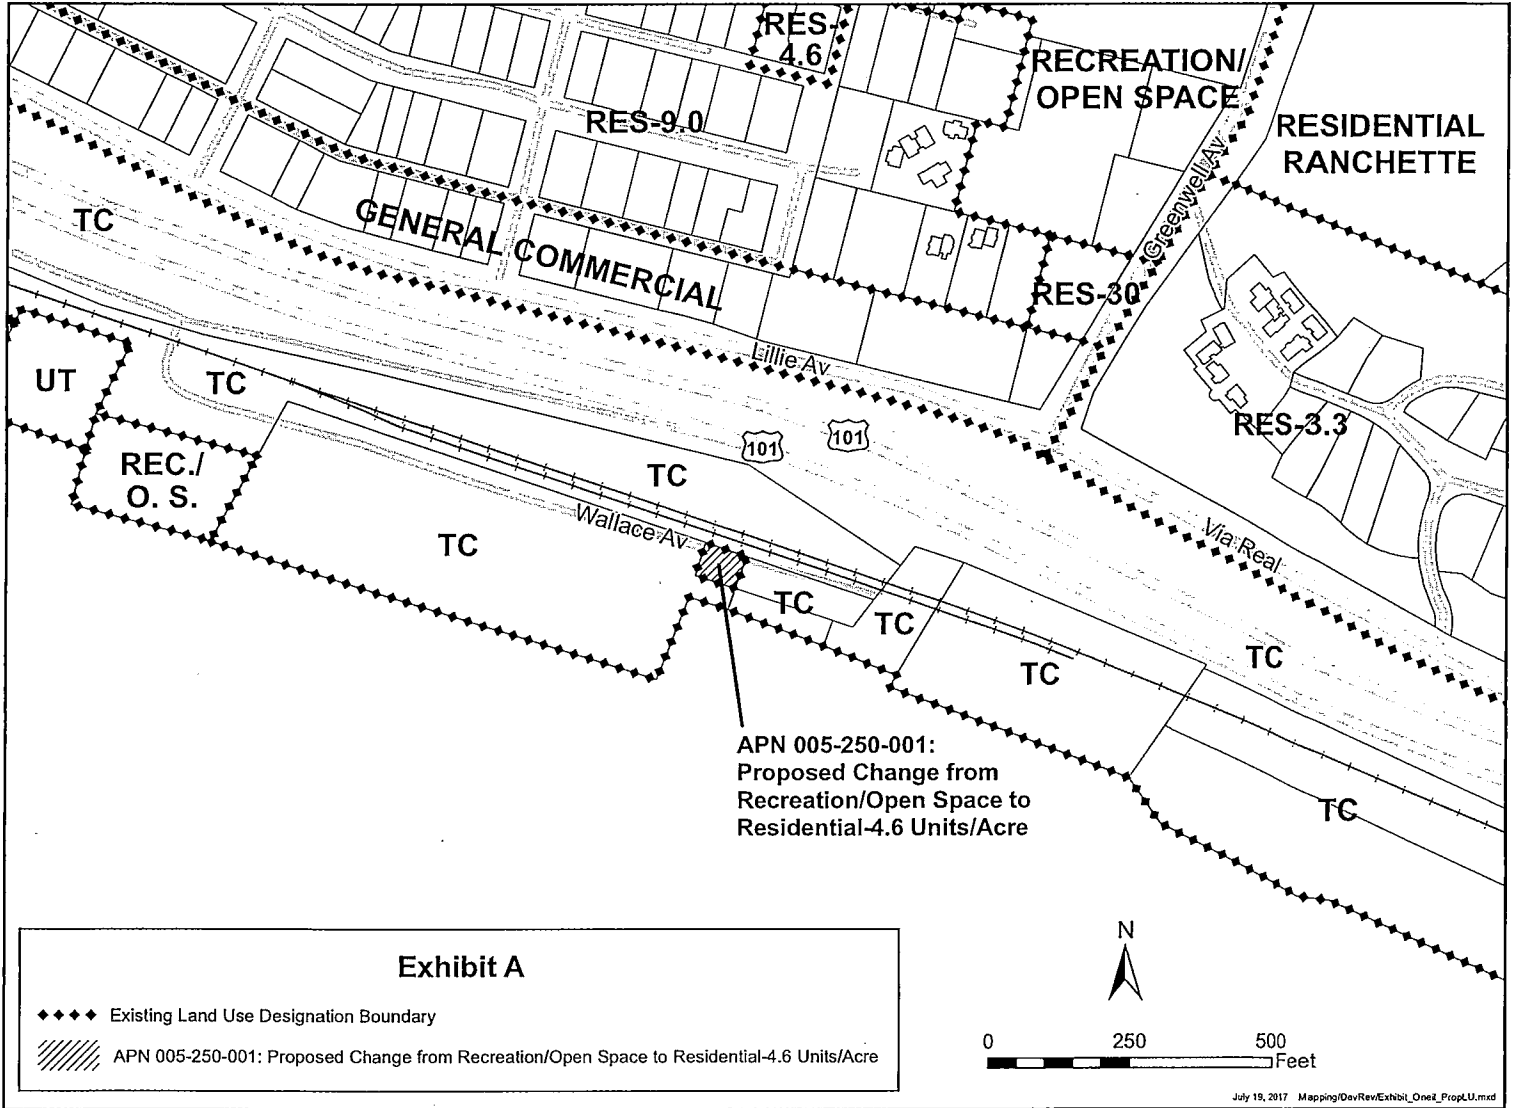 RES-
4.6
RECREATION/
OPEN SPACE
RES-9.0
RESIDENTIAL
RANCHETTE
Greenwell Av
TC
GENERAL COMMERCIAL
RES-30
Lillie Av
UT
TC
RES-3.3
101
101
REC./
O. S.
TC
Wallace Av
Via Real
TC
TC
TC
TC
TC
APN 005-250-001:
Proposed Change from
Recreation/Open Space to
Residential-4.6 Units/Acre
TC
Exhibit A
Existing Land Use Designation Boundary
APN 005-250-001: Proposed Change from Recreation/Open Space to Residential-4.6 Units/Acre
N
0 250 500
Feet
July 19, 2017 Mapping/DevRev/Exhibit_Oneil_PropLU.mxd